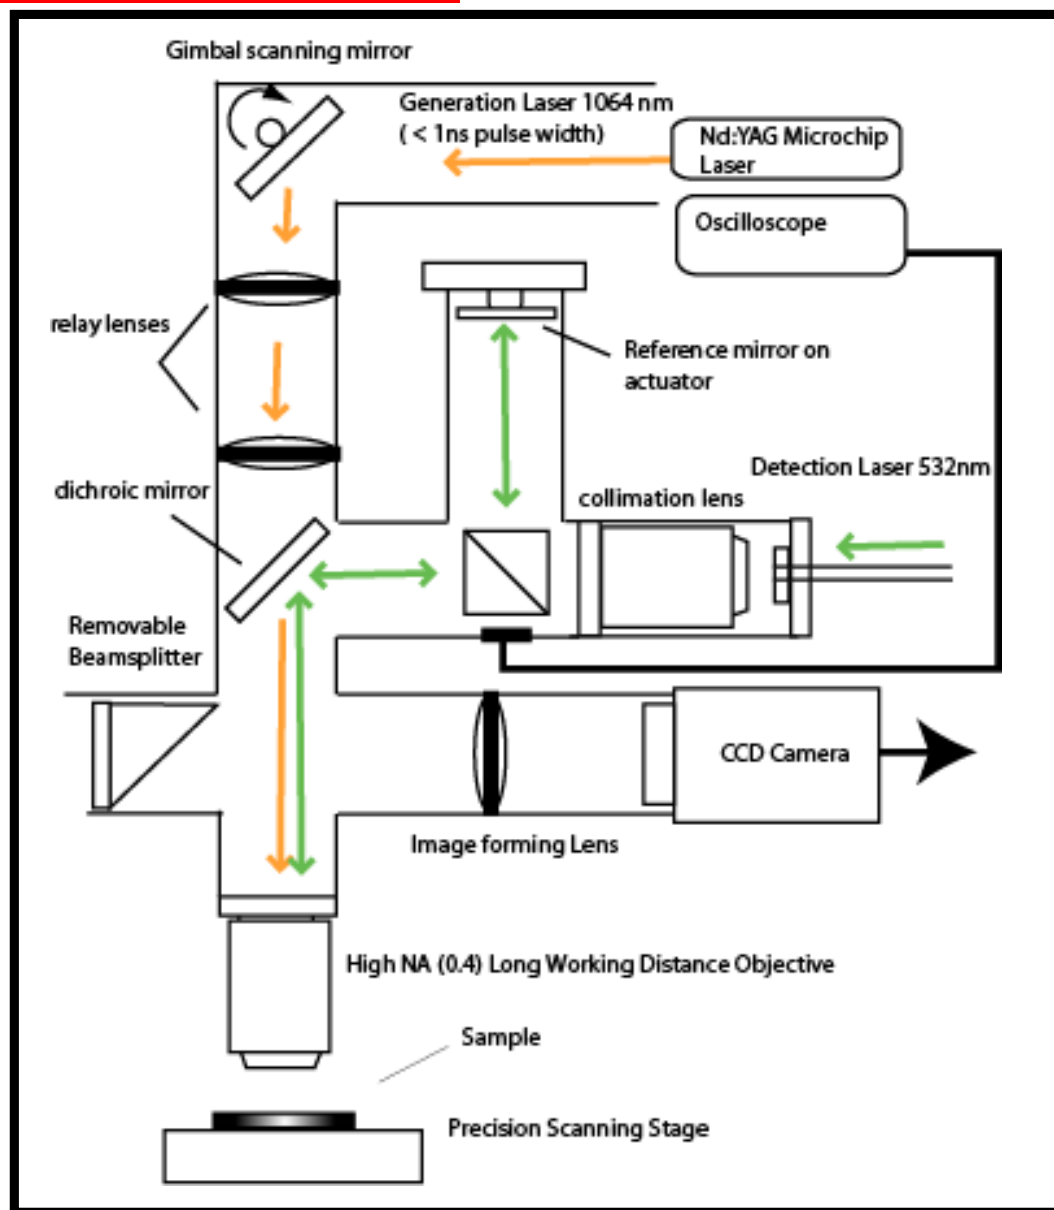 Gimbal scanning mirror
Generation Laser 1064 nm
( < 1ns pulse width)
Nd:YAG Microchip
Laser
Oscilloscope
relay lenses
Reference mirror on
actuator
Detection Laser 532nm
collimation lens
dichroic mirror
Removable
Beamsplitter
CCD Camera
Image forming Lens
High NA (0.4) Long Working Distance Objective
Sample
Precision Scanning Stage